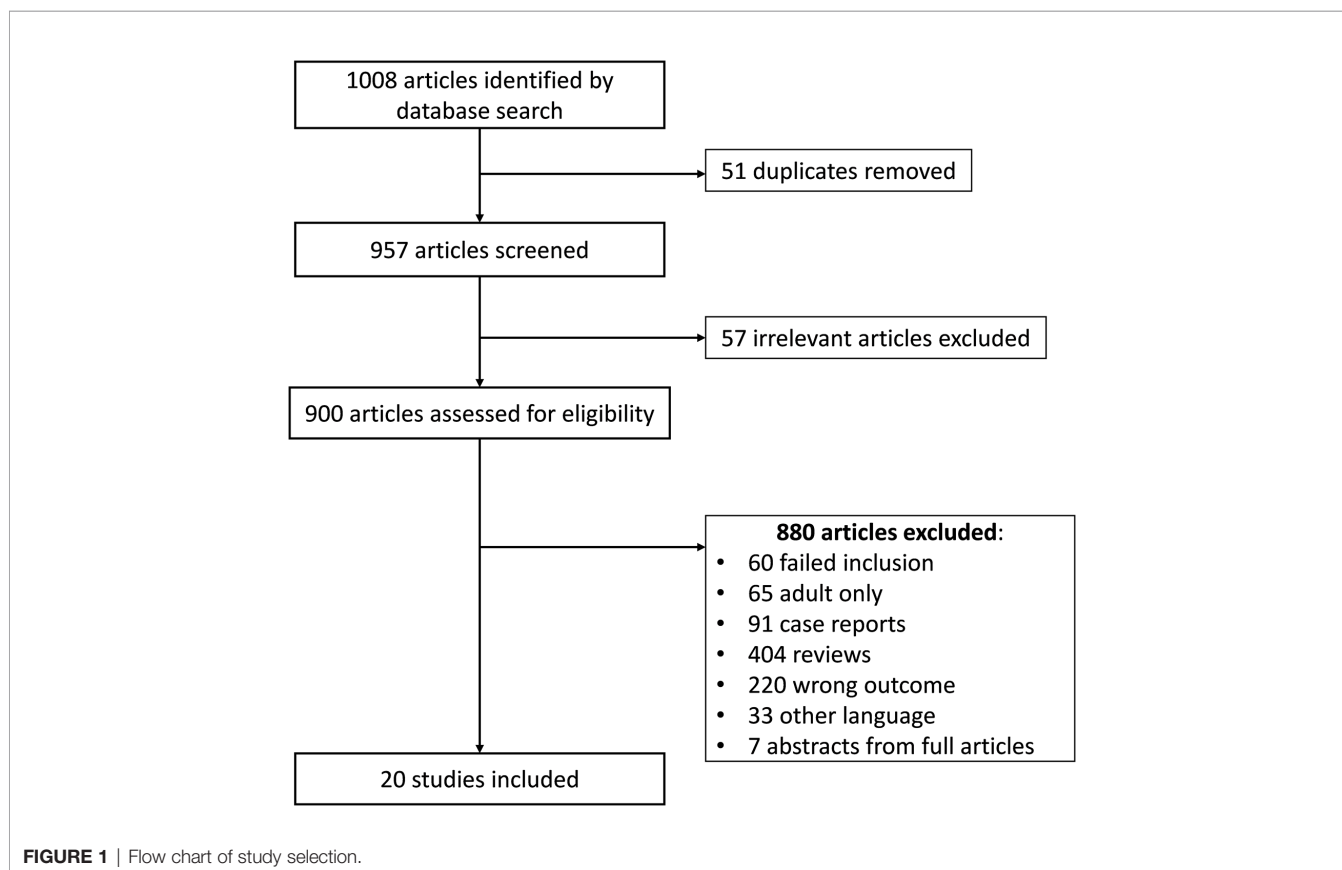 1008 articles identified by
database search
51 duplicates removed
957 articles screened
57 irrelevant articles excluded
900 articles assessed for eligibility
880 articles excluded:
• 60 failed inclusion
• 65 adult only
• 91 case reports
• 404 reviews
• 220 wrong outcome
• 33 other language
• 7 abstracts from full articles
20 studies included
FIGURE 1 | Flow chart of study selection.